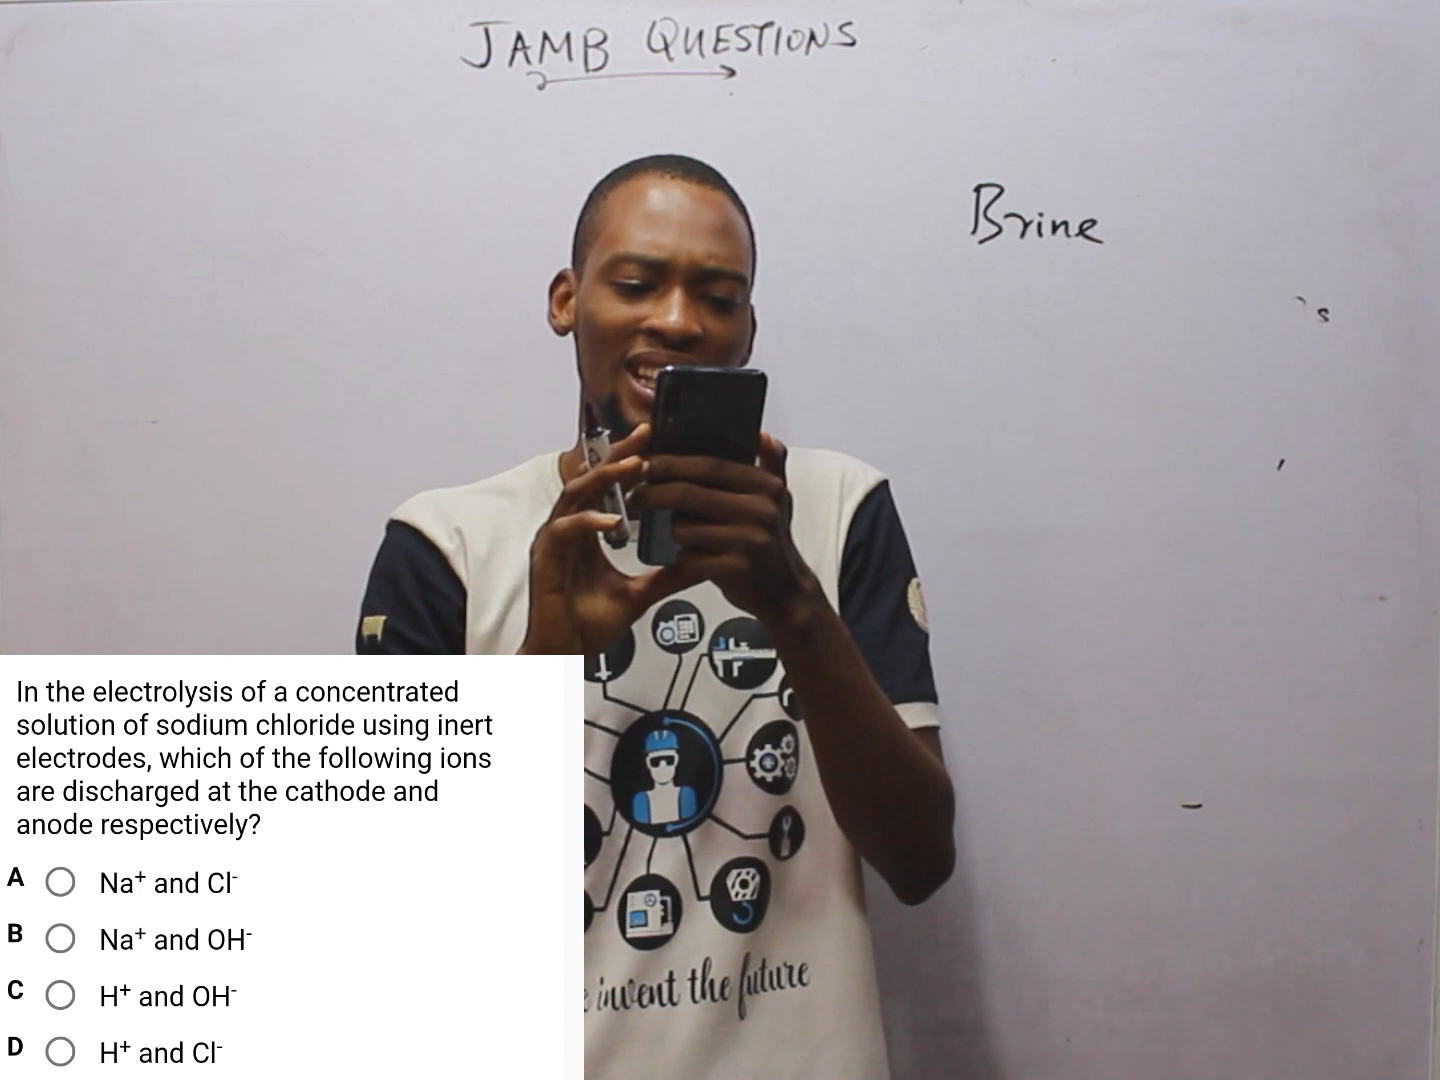 JAMB QUESTIONS
Brine
s
In the electrolysis of a concentrated
solution of sodium chloride using inert
electrodes, which of the following ions
are discharged at the cathode and
anode respectively?
A Na⁺ and Cl⁻
B Na⁺ and OH⁻
C H⁺ and OH⁻
D H⁺ and Cl⁻
invent the future